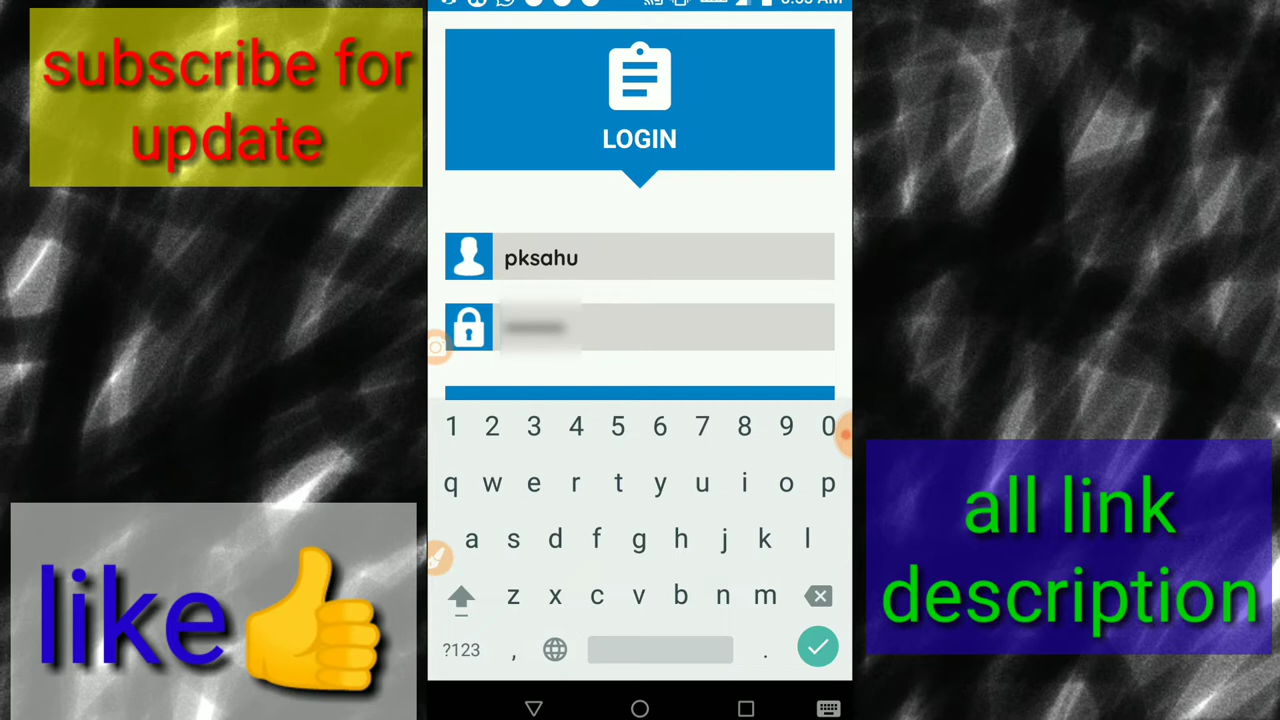 subscribe for
update
LOGIN
pksahu
1 2 3 4 5 6 7 8 9 0
q w e r t y u i o p
a s d f g h j k l
z x c v b n m
?123 , .
like
all link
description